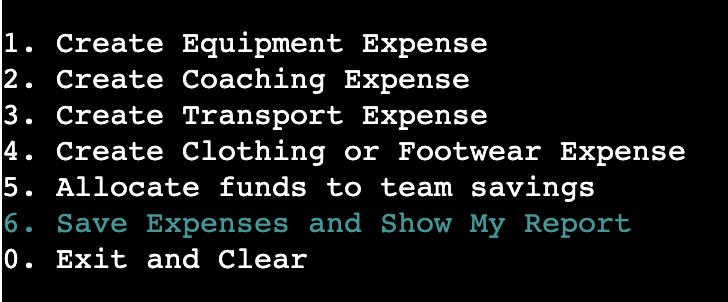 1. Create Equipment Expense
2. Create Coaching Expense
3. Create Transport Expense
4. Create Clothing or Footwear Expense
5. Allocate funds to team savings
6. Save Expenses and Show My Report
0. Exit and Clear